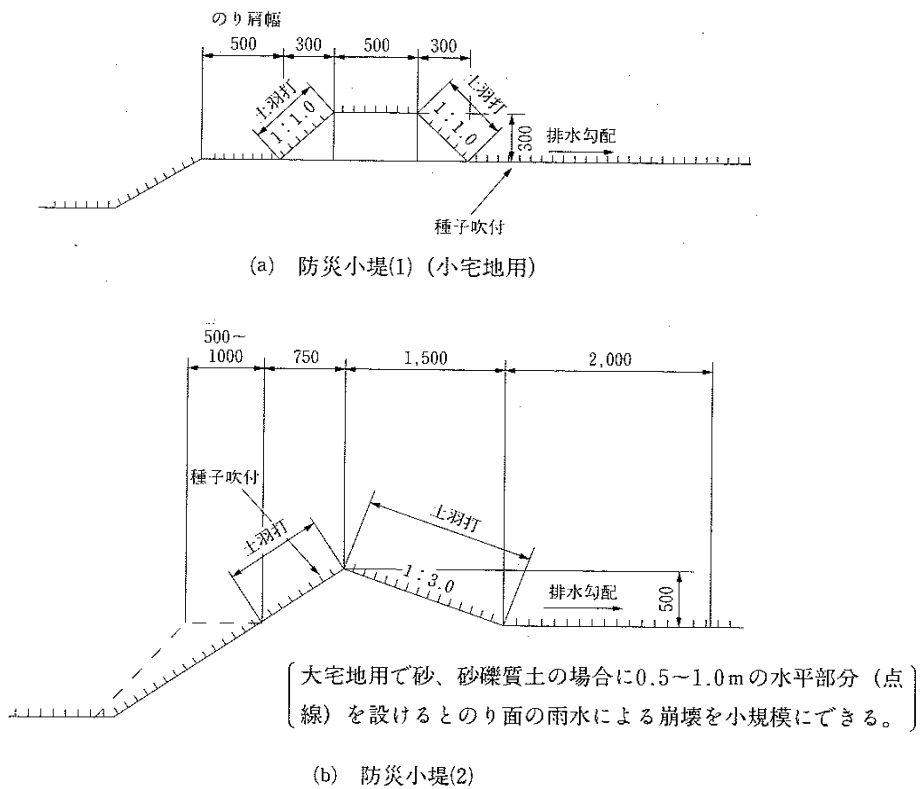 のり肩幅
500 300 500 300
土羽打
1:1.0
土羽打
1:1.0
300
排水勾配
種子吹付
(a) 防災小堤(1) (小宅地用)
500~
1000 750 1,500 2,000
種子吹付
土羽打
土羽打
1:3.0
排水勾配
500
大宅地用で砂、砂礫質土の場合に0.5~1.0mの水平部分(点
線)を設けるとのり面の雨水による崩壊を小規模にできる。
(b) 防災小堤(2)